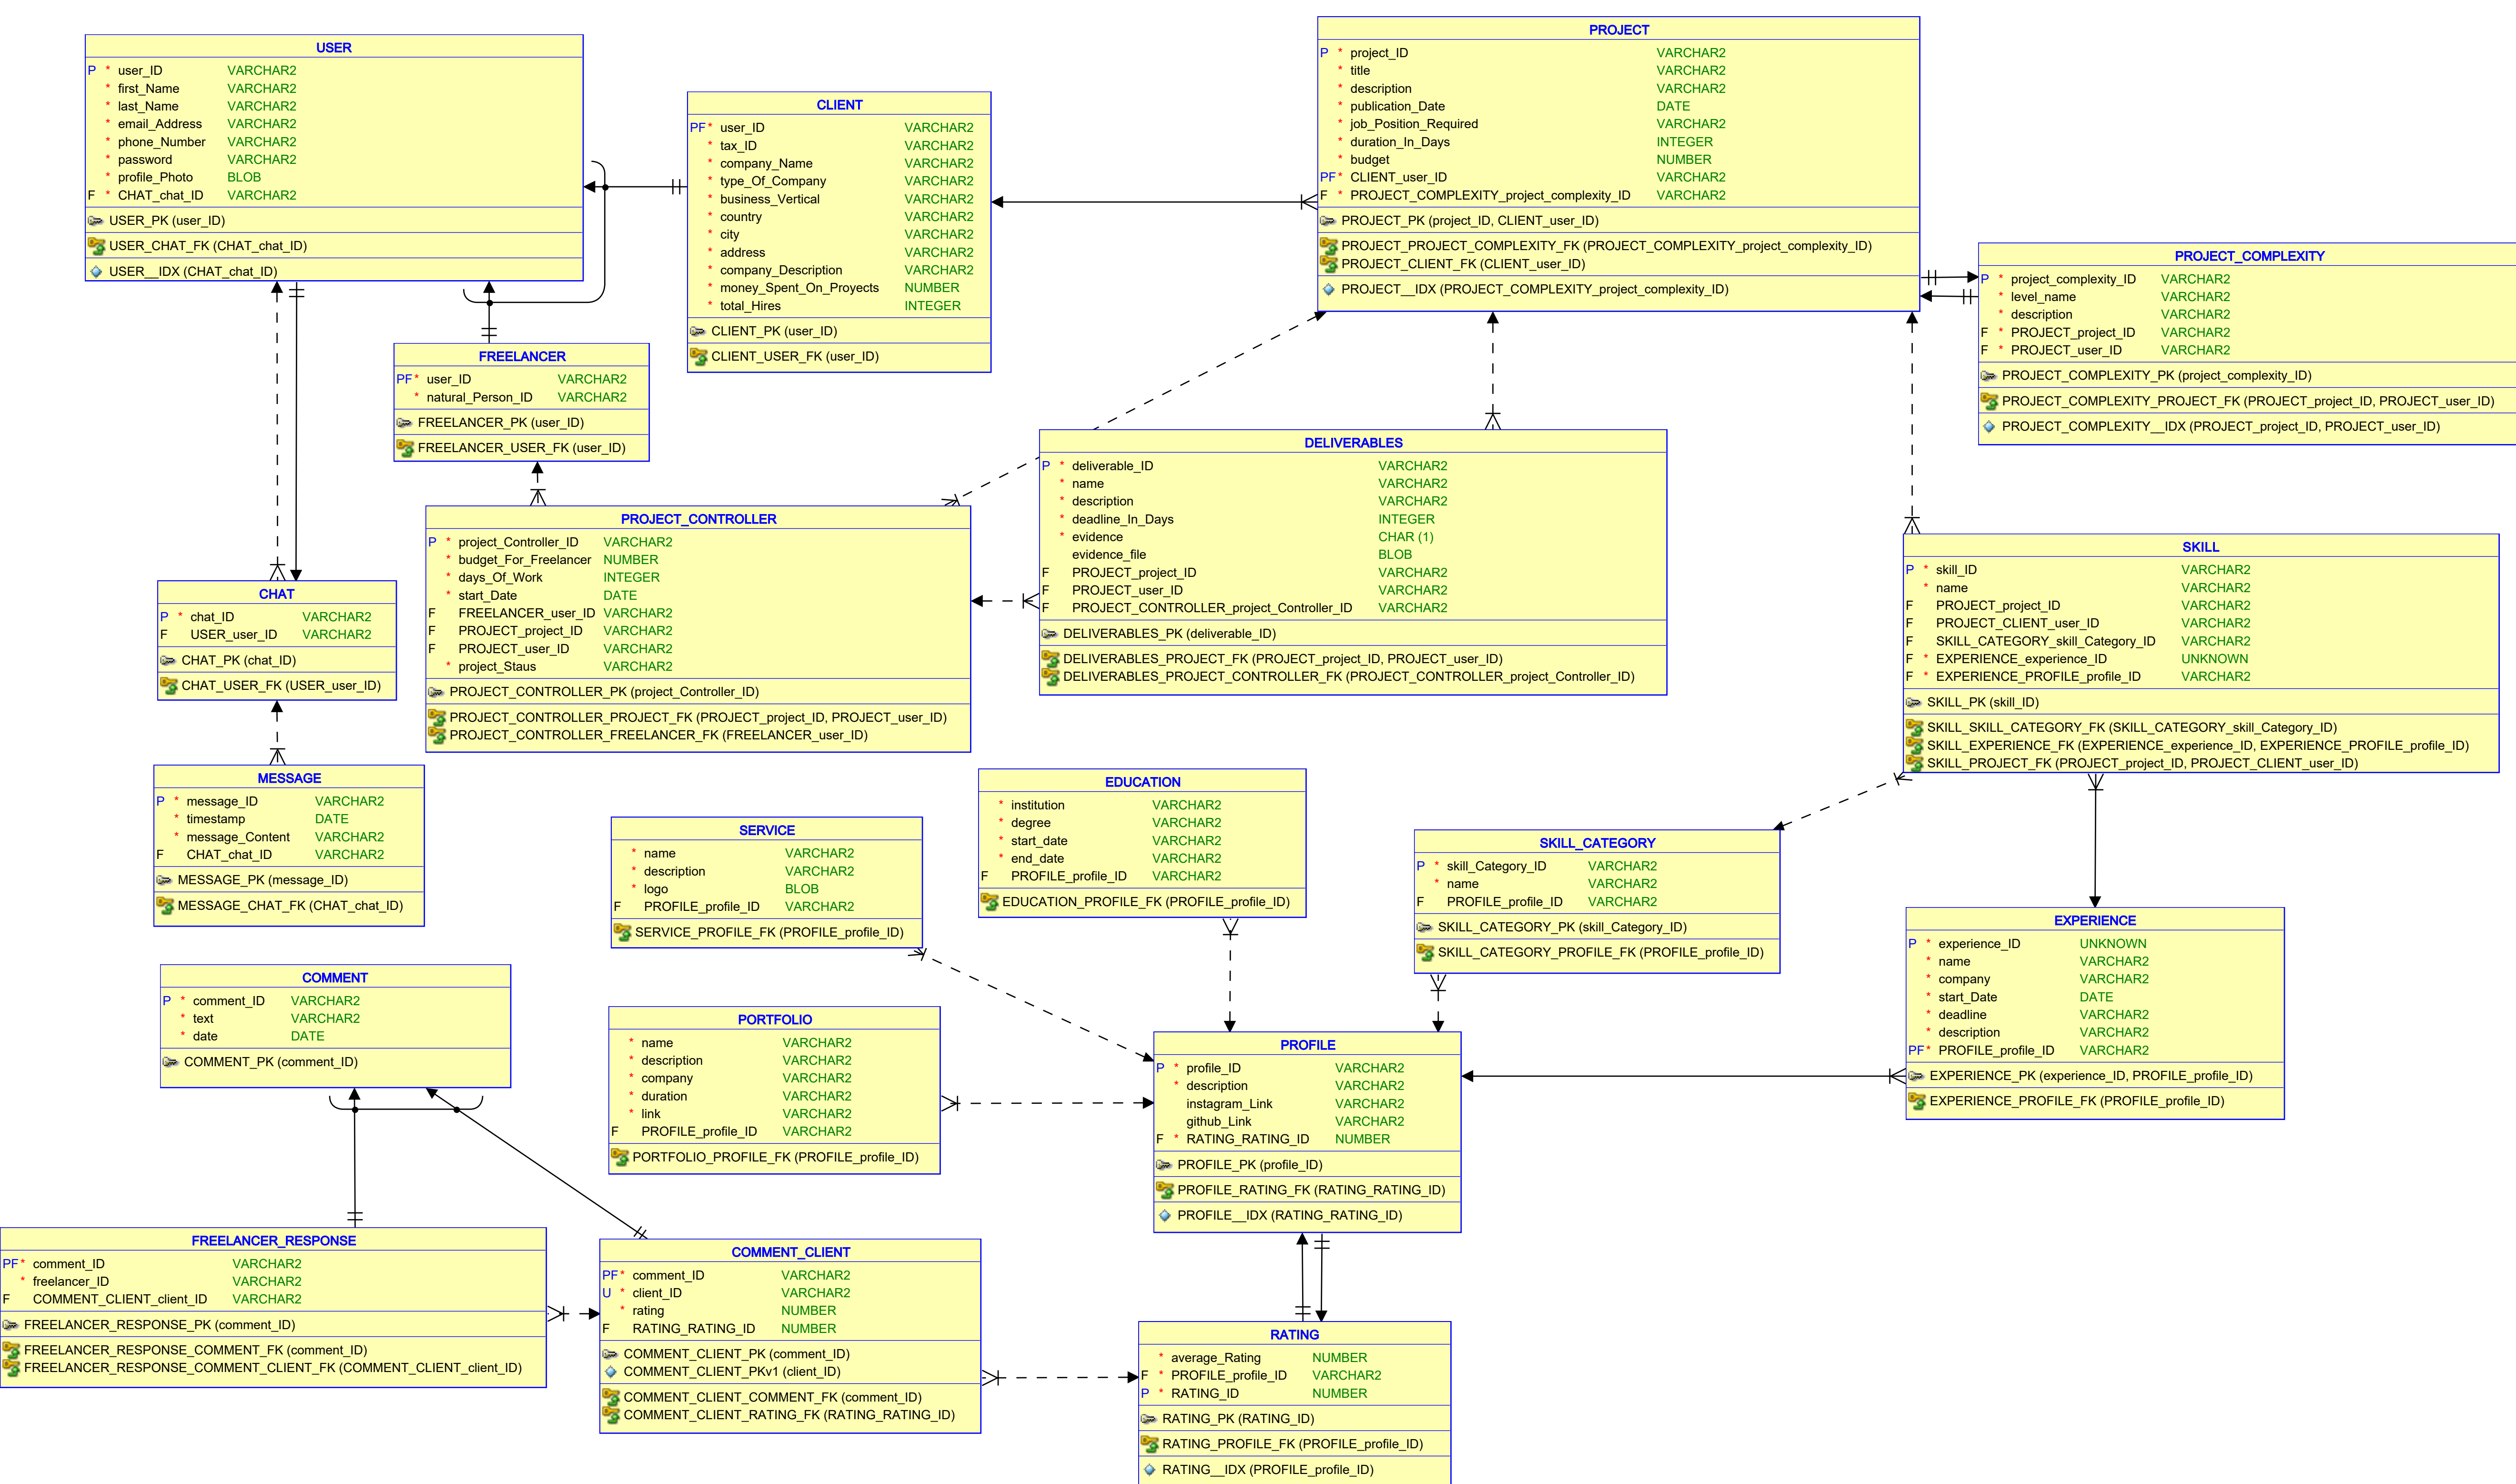 USER
P * user_ID VARCHAR2
* first_Name VARCHAR2
* last_Name VARCHAR2
* email_Address VARCHAR2
* phone_Number VARCHAR2
* password VARCHAR2
* profile_Photo BLOB
F * CHAT_chat_ID VARCHAR2
USER_PK (user_ID)
USER_CHAT_FK (CHAT_chat_ID)
USER__IDX (CHAT_chat_ID)
CLIENT
PF * user_ID VARCHAR2
* tax_ID VARCHAR2
* company_Name VARCHAR2
* type_Of_Company VARCHAR2
* business_Vertical VARCHAR2
* country VARCHAR2
* city VARCHAR2
* address VARCHAR2
* company_Description VARCHAR2
* money_Spent_On_Proyects NUMBER
* total_Hires INTEGER
CLIENT_PK (user_ID)
CLIENT_USER_FK (user_ID)
PROJECT
P * project_ID VARCHAR2
* title VARCHAR2
* description VARCHAR2
* publication_Date DATE
* job_Position_Required VARCHAR2
* duration_In_Days INTEGER
* budget NUMBER
PF * CLIENT_user_ID VARCHAR2
F * PROJECT_COMPLEXITY_project_complexity_ID VARCHAR2
PROJECT_PK (project_ID, CLIENT_user_ID)
PROJECT_PROJECT_COMPLEXITY_FK (PROJECT_COMPLEXITY_project_complexity_ID)
PROJECT_CLIENT_FK (CLIENT_user_ID)
PROJECT__IDX (PROJECT_COMPLEXITY_project_complexity_ID)
PROJECT_COMPLEXITY
P * project_complexity_ID VARCHAR2
* level_name VARCHAR2
* description VARCHAR2
F * PROJECT_project_ID VARCHAR2
F * PROJECT_user_ID VARCHAR2
PROJECT_COMPLEXITY_PK (project_complexity_ID)
PROJECT_COMPLEXITY_PROJECT_FK (PROJECT_project_ID, PROJECT_user_ID)
PROJECT_COMPLEXITY__IDX (PROJECT_project_ID, PROJECT_user_ID)
FREELANCER
PF * user_ID VARCHAR2
* natural_Person_ID VARCHAR2
FREELANCER_PK (user_ID)
FREELANCER_USER_FK (user_ID)
DELIVERABLES
P * deliverable_ID VARCHAR2
* name VARCHAR2
* description VARCHAR2
* deadline_In_Days INTEGER
* evidence CHAR (1)
evidence_file BLOB
F PROJECT_project_ID VARCHAR2
F PROJECT_user_ID VARCHAR2
F PROJECT_CONTROLLER_project_Controller_ID VARCHAR2
DELIVERABLES_PK (deliverable_ID)
DELIVERABLES_PROJECT_FK (PROJECT_project_ID, PROJECT_user_ID)
DELIVERABLES_PROJECT_CONTROLLER_FK (PROJECT_CONTROLLER_project_Controller_ID)
PROJECT_CONTROLLER
P * project_Controller_ID VARCHAR2
* budget_For_Freelancer NUMBER
* days_Of_Work INTEGER
* start_Date DATE
F FREELANCER_user_ID VARCHAR2
F PROJECT_project_ID VARCHAR2
F PROJECT_user_ID VARCHAR2
* project_Staus VARCHAR2
PROJECT_CONTROLLER_PK (project_Controller_ID)
PROJECT_CONTROLLER_PROJECT_FK (PROJECT_project_ID, PROJECT_user_ID)
PROJECT_CONTROLLER_FREELANCER_FK (FREELANCER_user_ID)
SKILL
P * skill_ID VARCHAR2
* name VARCHAR2
F PROJECT_project_ID VARCHAR2
F PROJECT_CLIENT_user_ID VARCHAR2
F SKILL_CATEGORY_skill_Category_ID VARCHAR2
F * EXPERIENCE_experience_ID UNKNOWN
F * EXPERIENCE_PROFILE_profile_ID VARCHAR2
SKILL_PK (skill_ID)
SKILL_SKILL_CATEGORY_FK (SKILL_CATEGORY_skill_Category_ID)
SKILL_EXPERIENCE_FK (EXPERIENCE_experience_ID, EXPERIENCE_PROFILE_profile_ID)
SKILL_PROJECT_FK (PROJECT_project_ID, PROJECT_CLIENT_user_ID)
CHAT
P * chat_ID VARCHAR2
F USER_user_ID VARCHAR2
CHAT_PK (chat_ID)
CHAT_USER_FK (USER_user_ID)
MESSAGE
P * message_ID VARCHAR2
* timestamp DATE
* message_Content VARCHAR2
F CHAT_chat_ID VARCHAR2
MESSAGE_PK (message_ID)
MESSAGE_CHAT_FK (CHAT_chat_ID)
SERVICE
* name VARCHAR2
* description VARCHAR2
* logo BLOB
F PROFILE_profile_ID VARCHAR2
SERVICE_PROFILE_FK (PROFILE_profile_ID)
EDUCATION
* institution VARCHAR2
* degree VARCHAR2
* start_date VARCHAR2
* end_date VARCHAR2
F PROFILE_profile_ID VARCHAR2
EDUCATION_PROFILE_FK (PROFILE_profile_ID)
SKILL_CATEGORY
P * skill_Category_ID VARCHAR2
* name VARCHAR2
F PROFILE_profile_ID VARCHAR2
SKILL_CATEGORY_PK (skill_Category_ID)
SKILL_CATEGORY_PROFILE_FK (PROFILE_profile_ID)
EXPERIENCE
P * experience_ID UNKNOWN
* name VARCHAR2
* company VARCHAR2
* start_Date DATE
* deadline VARCHAR2
* description VARCHAR2
PF * PROFILE_profile_ID VARCHAR2
EXPERIENCE_PK (experience_ID, PROFILE_profile_ID)
EXPERIENCE_PROFILE_FK (PROFILE_profile_ID)
COMMENT
P * comment_ID VARCHAR2
* text VARCHAR2
* date DATE
COMMENT_PK (comment_ID)
PORTFOLIO
* name VARCHAR2
* description VARCHAR2
* company VARCHAR2
* duration VARCHAR2
* link VARCHAR2
F PROFILE_profile_ID VARCHAR2
PORTFOLIO_PROFILE_FK (PROFILE_profile_ID)
PROFILE
P * profile_ID VARCHAR2
* description VARCHAR2
instagram_Link VARCHAR2
github_Link VARCHAR2
F * RATING_RATING_ID NUMBER
PROFILE_PK (profile_ID)
PROFILE_RATING_FK (RATING_RATING_ID)
PROFILE__IDX (RATING_RATING_ID)
FREELANCER_RESPONSE
PF * comment_ID VARCHAR2
* freelancer_ID VARCHAR2
F COMMENT_CLIENT_client_ID VARCHAR2
FREELANCER_RESPONSE_PK (comment_ID)
FREELANCER_RESPONSE_COMMENT_FK (comment_ID)
FREELANCER_RESPONSE_COMMENT_CLIENT_FK (COMMENT_CLIENT_client_ID)
COMMENT_CLIENT
PF * comment_ID VARCHAR2
U * client_ID VARCHAR2
* rating NUMBER
F RATING_RATING_ID NUMBER
COMMENT_CLIENT_PK (comment_ID)
COMMENT_CLIENT_PKv1 (client_ID)
COMMENT_CLIENT_COMMENT_FK (comment_ID)
COMMENT_CLIENT_RATING_FK (RATING_RATING_ID)
RATING
* average_Rating NUMBER
F * PROFILE_profile_ID VARCHAR2
P * RATING_ID NUMBER
RATING_PK (RATING_ID)
RATING_PROFILE_FK (PROFILE_profile_ID)
RATING__IDX (PROFILE_profile_ID)